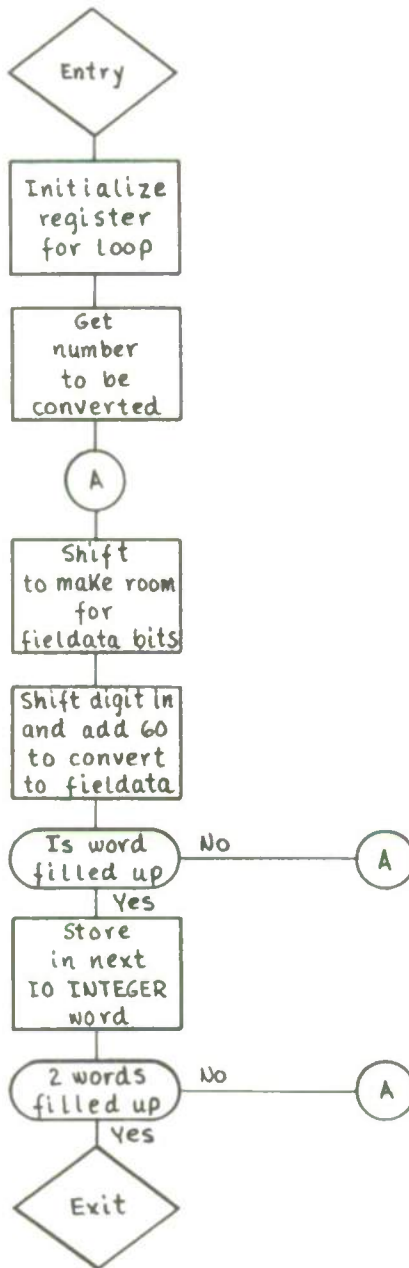 Entry
Initialize
register
for loop
Get
number
to be
converted
A
Shift
to make room
for
fieldata bits
Shift digit in
and add 60
to convert
to fieldata
Is word
filled up
No
A
Yes
Store
in next
IO INTEGER
word
2 words
filled up
No
A
Yes
Exit